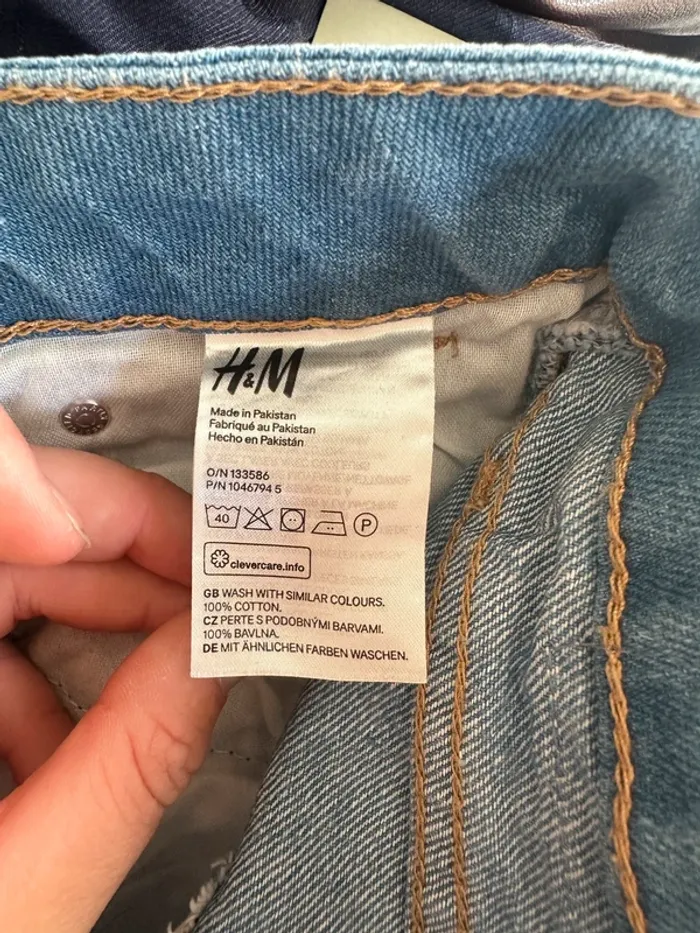 H&M
Made in Pakistan
Fabriqué au Pakistan
Hecho en Pakistán
O/N 133586
P/N 1046794 5
40
P
clevercare.info
GB WASH WITH SIMILAR COLOURS.
100% COTTON.
CZ PERTE S PODOBNÝMI BARVAMI.
100% BAVLNA.
DE MIT ÄHNLICHEN FARBEN WASCHEN.